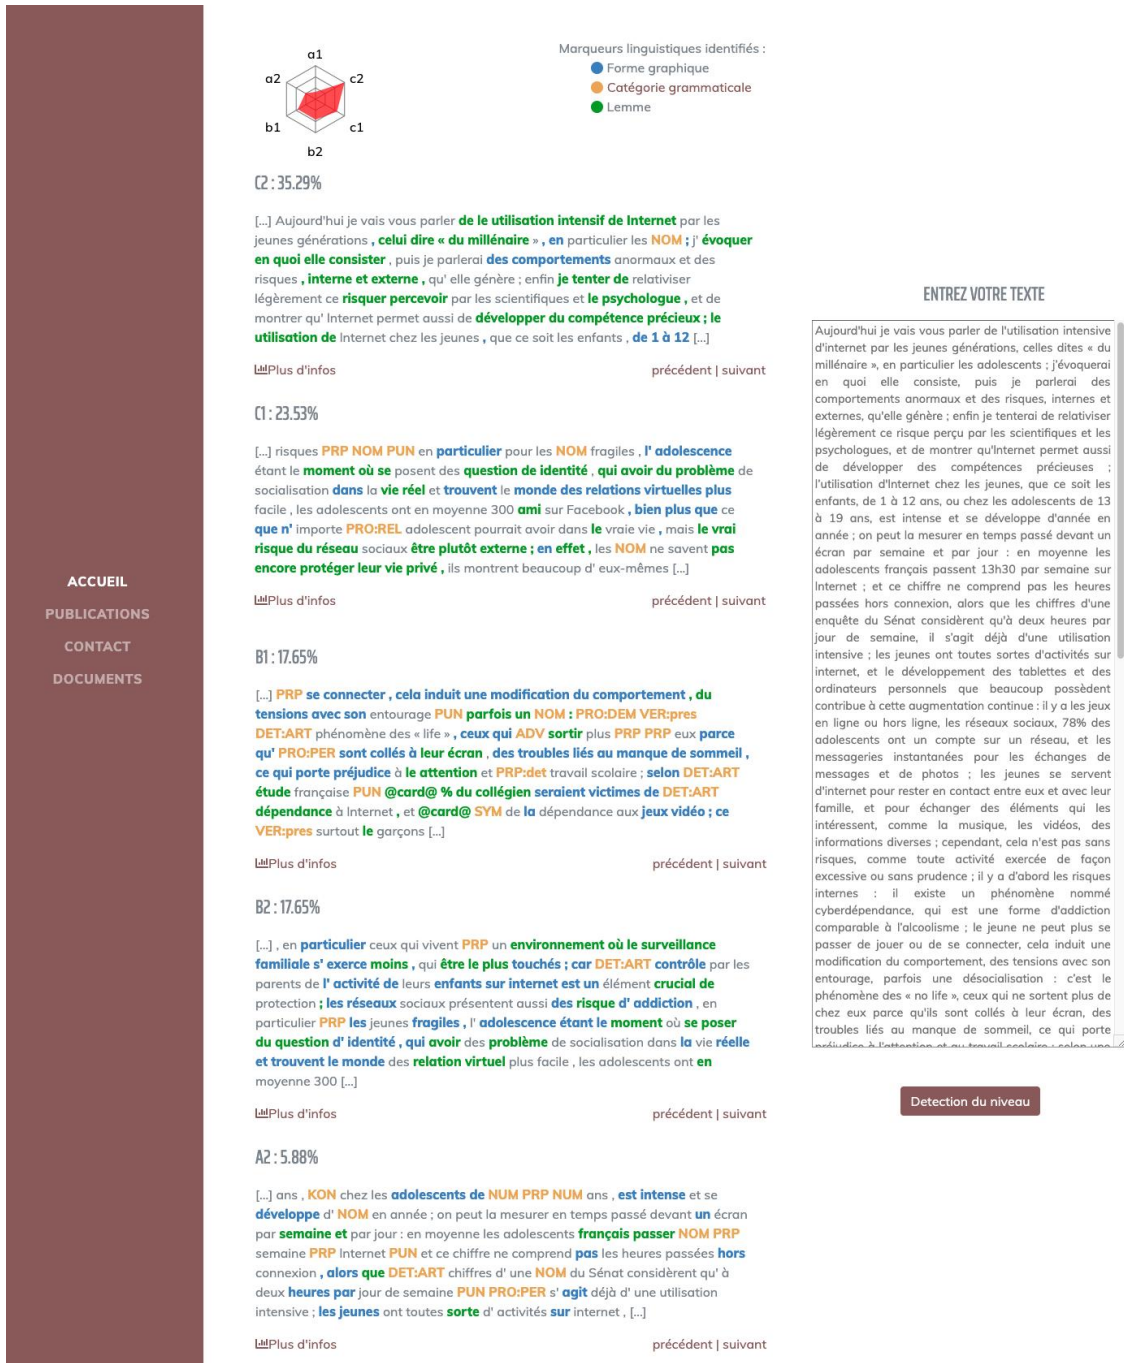 ACCUEIL
PUBLICATIONS
CONTACT
DOCUMENTS
a1
a2
c2
b1
c1
b2
Marqueurs linguistiques identifiés :
Forme graphique
Catégorie grammaticale
Lemme
C2 : 35.29%
[...] Aujourd'hui je vais vous parler de le utilisation intensif de Internet par les
jeunes générations , celui dire « du millénaire » , en particulier les NOM ; j' évoquer
en quoi elle consister , puis je parlerai des comportements anormaux et des
risques , interne et externe , qu' elle génère ; enfin je tenter de relativiser
légèrement ce risquer percevoir par les scientifiques et le psychologue , et de
montrer qu' Internet permet aussi de développer du compétence précieux ; le
utilisation de Internet chez les jeunes , que ce soit les enfants , de 1 à 12 [...]
Plus d'infos
précédent | suivant
C1 : 23.53%
[...] risques PRP NOM PUN en particulier pour les NOM fragiles , l' adolescence
étant le moment où se posent des question de identité , qui avoir du problème de
socialisation dans la vie réel et trouvent le monde des relations virtuelles plus
facile , les adolescents ont en moyenne 300 ami sur Facebook , bien plus que ce
que n' importe PRO:REL adolescent pourrait avoir dans le vraie vie , mais le vrai
risque du réseau sociaux être plutôt externe ; en effet , les NOM ne savent pas
encore protéger leur vie privé , ils montrent beaucoup d' eux-mêmes [...]
Plus d'infos
précédent | suivant
B1 : 17.65%
[...] PRP se connecter , cela induit une modification du comportement , du
tensions avec son entourage PUN parfois un NOM : PRO:DEM VER:pres
DET:ART phénomène des « life » , ceux qui ADV sortir plus PRP PRP eux parce
qu' PRO:PER sont collés à leur écran , des troubles liés au manque de sommeil ,
ce qui porte préjudice à le attention et PRP:det travail scolaire ; selon DET:ART
étude française PUN @card@ % du collégien seraient victimes de DET:ART
dépendance à Internet , et @card@ SYM de la dépendance aux jeux vidéo ; ce
VER:pres surtout le garçons [...]
Plus d'infos
précédent | suivant
B2 : 17.65%
[...] , en particulier ceux qui vivent PRP un environnement où le surveillance
familiale s' exerce moins , qui être le plus touchés ; car DET:ART contrôle par les
parents de l' activité de leurs enfants sur internet est un élément crucial de
protection ; les réseaux sociaux présentent aussi des risque d' addiction , en
particulier PRP les jeunes fragiles , l' adolescence étant le moment où se poser
du question d' identité , qui avoir des problème de socialisation dans la vie réelle
et trouvent le monde des relation virtuel plus facile , les adolescents ont en
moyenne 300 [...]
Plus d'infos
précédent | suivant
A2 : 5.88%
[...] ans , KON chez les adolescents de NUM PRP NUM ans , est intense et se
développe d' NOM en année ; on peut la mesurer en temps passé devant un écran
par semaine et par jour : en moyenne les adolescents français passer NOM PRP
semaine PRP Internet PUN et ce chiffre ne comprend pas les heures passées hors
connexion , alors que DET:ART chiffres d' une NOM du Sénat considèrent qu' à
deux heures par jour de semaine PUN PRO:PER s' agit déjà d' une utilisation
intensive ; les jeunes ont toutes sorte d' activités sur internet , [...]
Plus d'infos
précédent | suivant
ENTREZ VOTRE TEXTE
Aujourd'hui je vais vous parler de l'utilisation intensive
d'internet par les jeunes générations, celles dites « du
millénaire », en particulier les adolescents ; j'évoquerai
en quoi elle consiste, puis je parlerai des
comportements anormaux et des risques, internes et
externes, qu'elle génère ; enfin je tenterai de relativiser
légèrement ce risque perçu par les scientifiques et les
psychologues, et de montrer qu'Internet permet aussi
de développer des compétences précieuses ;
l'utilisation d'Internet chez les jeunes, que ce soit les
enfants, de 1 à 12 ans, ou chez les adolescents de 13
à 19 ans, est intense et se développe d'année en
année ; on peut la mesurer en temps passé devant un
écran par semaine et par jour : en moyenne les
adolescents français passent 13h30 par semaine sur
Internet ; et ce chiffre ne comprend pas les heures
passées hors connexion, alors que les chiffres d'une
enquête du Sénat considèrent qu'à deux heures par
jour de semaine, il s'agit déjà d'une utilisation
intensive ; les jeunes ont toutes sortes d'activités sur
internet, et le développement des tablettes et des
ordinateurs personnels que beaucoup possèdent
contribue à cette augmentation continue : il y a les jeux
en ligne ou hors ligne, les réseaux sociaux, 78% des
adolescents ont un compte sur un réseau, et les
messageries instantanées pour les échanges de
messages et de photos ; les jeunes se servent
d'internet pour rester en contact entre eux et avec leur
famille, et pour échanger des éléments qui les
intéressent, comme la musique, les vidéos, des
informations diverses ; cependant, cela n'est pas sans
risques, comme toute activité exercée de façon
excessive ou sans prudence ; il y a d'abord les risques
internes : il existe un phénomène nommé
cyberdépendance, qui est une forme d'addiction
comparable à l'alcoolisme ; le jeune ne peut plus se
passer de jouer ou de se connecter, cela induit une
modification du comportement, des tensions avec son
entourage, parfois une désocialisation : c'est le
phénomène des « no life », ceux qui ne sortent plus de
chez eux parce qu'ils sont collés à leur écran, des
troubles liés au manque de sommeil, ce qui porte
préjudice à l'attention et au travail scolaire ; selon une
Detection du niveau